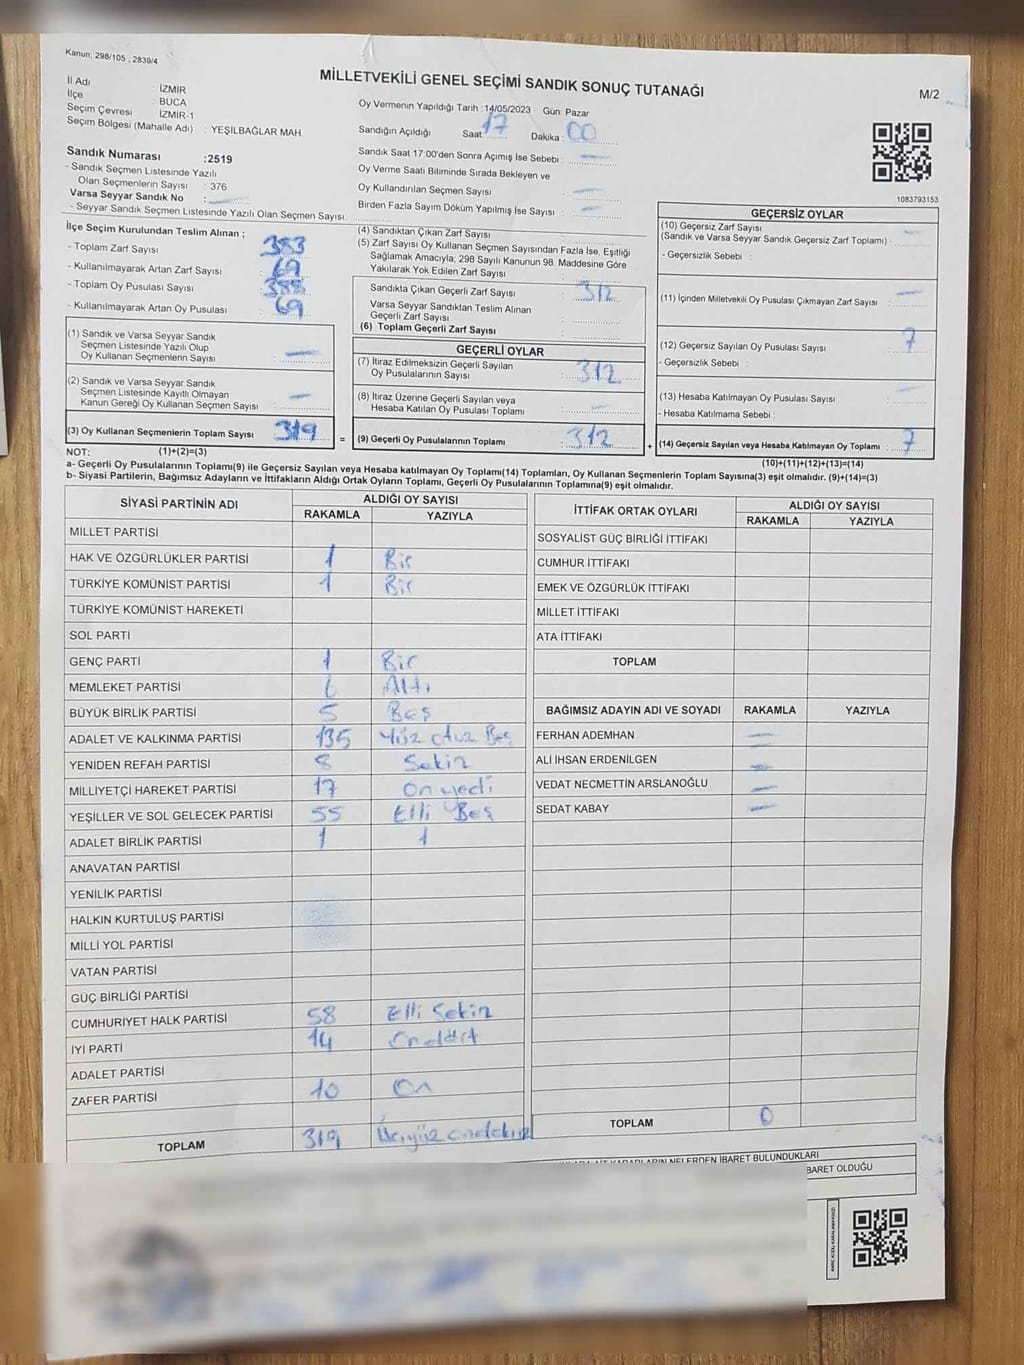 Kanun: 298/105 , 2839/4
MİLLETVEKİLİ GENEL SEÇİMİ SANDIK SONUÇ TUTANAĞI
M/2
İl Adı : İZMİR
İlçe : BUCA
Seçim Çevresi : İZMİR-1
Seçim Bölgesi (Mahalle Adı) : YEŞİLBAĞLAR MAH.
Oy Vermenin Yapıldığı Tarih :14/05/2023 Gün: Pazar
Sandığın Açıldığı Saat: 17 Dakika : 00
Sandık Saat 17:00'den Sonra Açılmış İse Sebebi : —
Oy Verme Saati Bitiminde Sırada Bekleyen ve
Oy Kullandırılan Seçmen Sayısı : —
Birden Fazla Sayım Döküm Yapılmış İse Sayısı : —
1083793153
Sandık Numarası :2519
- Sandık Seçmen Listesinde Yazılı
Olan Seçmenlerin Sayısı : 376
Varsa Seyyar Sandık No : —
- Seyyar Sandık Seçmen Listesinde Yazılı Olan Seçmen Sayısı:
İlçe Seçim Kurulundan Teslim Alınan ;
- Toplam Zarf Sayısı : 383
- Kullanılmayarak Artan Zarf Sayısı : 69
- Toplam Oy Pusulası Sayısı :
- Kullanılmayarak Artan Oy Pusulası : 69
(1) Sandık ve Varsa Seyyar Sandık
Seçmen Listesinde Yazılı Olup
Oy Kullanan Seçmenlerin Sayısı : —
(2) Sandık ve Varsa Seyyar Sandık
Seçmen Listesinde Kayıtlı Olmayan
Kanun Gereği Oy Kullanan Seçmen Sayısı : —
(3) Oy Kullanan Seçmenlerin Toplam Sayısı : 319 =
(4) Sandıktan Çıkan Zarf Sayısı :
(5) Zarf Sayısı Oy Kullanan Seçmen Sayısından Fazla İse, Eşitliği
Sağlamak Amacıyla; 298 Sayılı Kanunun 98. Maddesine Göre
Yakılarak Yok Edilen Zarf Sayısı :
Sandıkta Çıkan Geçerli Zarf Sayısı : 312
Varsa Seyyar Sandıktan Teslim Alınan
Geçerli Zarf Sayısı :
(6) Toplam Geçerli Zarf Sayısı :
GEÇERLİ OYLAR
(7) İtiraz Edilmeksizin Geçerli Sayılan
Oy Pusulalarının Sayısı : 312
(8) İtiraz Üzerine Geçerli Sayılan veya
Hesaba Katılan Oy Pusulası Toplamı : —
(9) Geçerli Oy Pusulalarının Toplamı : 312 +
GEÇERSİZ OYLAR
(10) Geçersiz Zarf Sayısı : —
(Sandık ve Varsa Seyyar Sandık Geçersiz Zarf Toplamı)
- Geçersizlik Sebebi :
(11) İçinden Milletvekili Oy Pusulası Çıkmayan Zarf Sayısı : —
(12) Geçersiz Sayılan Oy Pusulası Sayısı : 7
- Geçersizlik Sebebi :
(13) Hesaba Katılmayan Oy Pusulası Sayısı : —
- Hesaba Katılmama Sebebi :
(14) Geçersiz Sayılan veya Hesaba Katılmayan Oy Toplamı : 7
NOT: (1)+(2)=(3) (10)+(11)+(12)+(13)=(14)
a- Geçerli Oy Pusulalarının Toplamı(9) ile Geçersiz Sayılan veya Hesaba katılmayan Oy Toplamı(14) Toplamları, Oy Kullanan Seçmenlerin Toplam Sayısına(3) eşit olmalıdır. (9)+(14)=(3)
b- Siyasi Partilerin, Bağımsız Adayların ve İttifakların Aldığı Ortak Oyların Toplamı, Geçerli Oy Pusulalarının Toplamına(9) eşit olmalıdır.
SİYASİ PARTİNİN ADI ALDIĞI OY SAYISI
RAKAMLA YAZIYLA
MİLLET PARTİSİ
HAK VE ÖZGÜRLÜKLER PARTİSİ 1 Bir
TÜRKİYE KOMÜNİST PARTİSİ 1 Bir
TÜRKİYE KOMÜNİST HAREKETİ
SOL PARTİ
GENÇ PARTİ 1 Bir
MEMLEKET PARTİSİ 6 Altı
BÜYÜK BİRLİK PARTİSİ 5 Beş
ADALET VE KALKINMA PARTİSİ 135 Yüz otuz Beş
YENİDEN REFAH PARTİSİ 8 Sekiz
MİLLİYETÇİ HAREKET PARTİSİ 17 on yedi
YEŞİLLER VE SOL GELECEK PARTİSİ 55 Elli Beş
ADALET BİRLİK PARTİSİ 1 1
ANAVATAN PARTİSİ
YENİLİK PARTİSİ
HALKIN KURTULUŞ PARTİSİ
MİLLİ YOL PARTİSİ
VATAN PARTİSİ
GÜÇ BİRLİĞİ PARTİSİ
CUMHURİYET HALK PARTİSİ 58 Elli Sekiz
İYİ PARTİ 14 Ondört
ADALET PARTİSİ
ZAFER PARTİSİ 10 On
TOPLAM 319
İTTİFAK ORTAK OYLARI ALDIĞI OY SAYISI
RAKAMLA YAZIYLA
SOSYALİST GÜÇ BİRLİĞİ İTTİFAKI
CUMHUR İTTİFAKI
EMEK VE ÖZGÜRLÜK İTTİFAKI
MİLLET İTTİFAKI
ATA İTTİFAKI
TOPLAM
BAĞIMSIZ ADAYIN ADI VE SOYADI RAKAMLA YAZIYLA
FERHAN ADEMHAN —
ALİ İHSAN ERDENİLGEN —
VEDAT NECMETTİN ARSLANOĞLU —
SEDAT KABAY —
TOPLAM 0
NELERDEN İBARET BULUNDUKLARI
BARET OLDUĞU